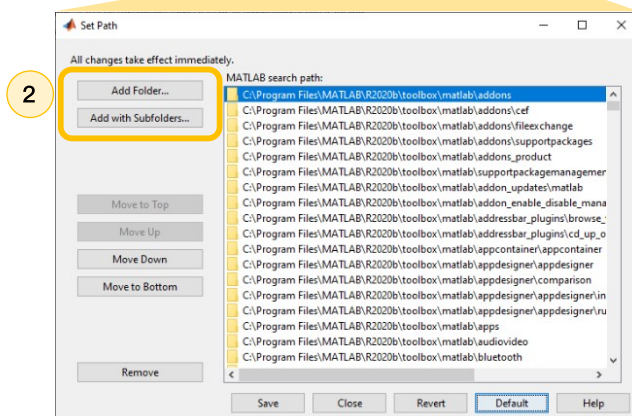 Set Path
All changes take effect immediately.
2
Add Folder...
Add with Subfolders...
Move to Top
Move Up
Move Down
Move to Bottom
Remove
MATLAB search path:
C:\Program Files\MATLAB\R2020b\toolbox\matlab\addons
C:\Program Files\MATLAB\R2020b\toolbox\matlab\addons\cef
C:\Program Files\MATLAB\R2020b\toolbox\matlab\addons\fileexchange
C:\Program Files\MATLAB\R2020b\toolbox\matlab\addons\supportpackages
C:\Program Files\MATLAB\R2020b\toolbox\matlab\addons_product
C:\Program Files\MATLAB\R2020b\toolbox\matlab\supportpackagemanagemen
C:\Program Files\MATLAB\R2020b\toolbox\matlab\addon_updates\matlab
C:\Program Files\MATLAB\R2020b\toolbox\matlab\addon_enable_disable_mana
C:\Program Files\MATLAB\R2020b\toolbox\matlab\addressbar_plugins\browse_
C:\Program Files\MATLAB\R2020b\toolbox\matlab\addressbar_plugins\cd_up_o
C:\Program Files\MATLAB\R2020b\toolbox\matlab\appcontainer\appcontainer
C:\Program Files\MATLAB\R2020b\toolbox\matlab\appdesigner\appdesigner
C:\Program Files\MATLAB\R2020b\toolbox\matlab\appdesigner\comparison
C:\Program Files\MATLAB\R2020b\toolbox\matlab\appdesigner\appdesigner\in
C:\Program Files\MATLAB\R2020b\toolbox\matlab\appdesigner\appdesigner\ru
C:\Program Files\MATLAB\R2020b\toolbox\matlab\apps
C:\Program Files\MATLAB\R2020b\toolbox\matlab\audiovideo
C:\Program Files\MATLAB\R2020b\toolbox\matlab\bluetooth
Save
Close
Revert
Default
Help